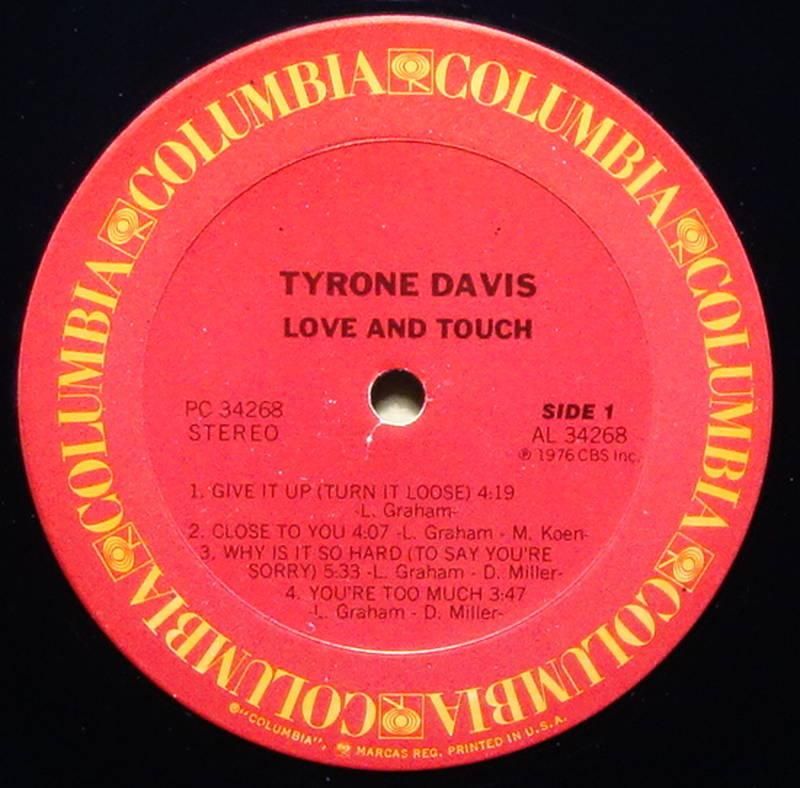 COLUMBIA COLUMBIA COLUMBIA COLUMBIA COLUMBIA COLUMBIA COLUMBIA COLUMBIA
TYRONE DAVIS
LOVE AND TOUCH
PC 34268
STEREO
SIDE 1
AL 34268
℗ 1976 CBS Inc.
1. GIVE IT UP (TURN IT LOOSE) 4:19
-L. Graham-
2. CLOSE TO YOU 4:07 -L. Graham - M. Koen-
3. WHY IS IT SO HARD (TO SAY YOU'RE
SORRY) 5:33 -L. Graham - D. Miller-
4. YOU'RE TOO MUCH 3:47
-L. Graham - D. Miller-
©"COLUMBIA", MARCAS REG. PRINTED IN U.S.A.